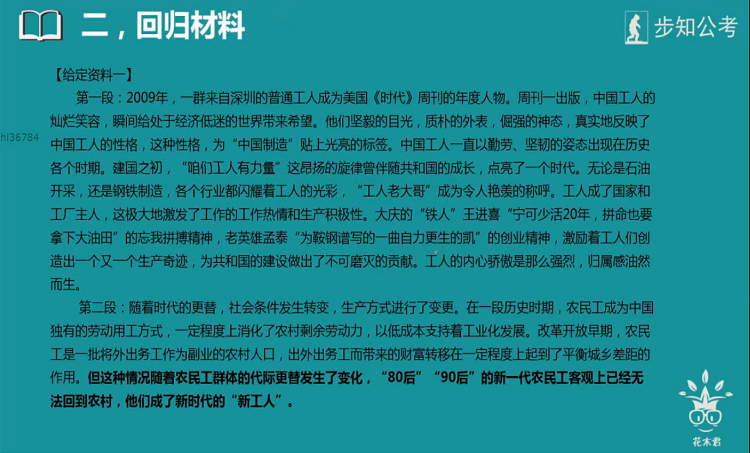 二，回归材料
步知公考
【给定资料一】
第一段：2009年，一群来自深圳的普通工人成为美国《时代》周刊的年度人物。周刊一出版，中国工人的
灿烂笑容，瞬间给处于经济低迷的世界带来希望。他们坚毅的目光，质朴的外表，倔强的神态，真实地反映了
hi36784
中国工人的性格，这种性格，为“中国制造”贴上光亮的标签。中国工人一直以勤劳、坚韧的姿态出现在历史
各个时期。建国之初，“咱们工人有力量”这昂扬的旋律曾伴随共和国的成长，点亮了一个时代。无论是石油
开采，还是钢铁制造，各个行业都闪耀着工人的光彩，“工人老大哥”成为令人艳羡的称呼。工人成了国家和
工厂主人，这极大地激发了工作的工作热情和生产积极性。大庆的“铁人”王进喜“宁可少活20年，拼命也要
拿下大油田”的忘我拼搏精神，老英雄孟泰“为鞍钢谱写的一曲自力更生的凯”的创业精神，激励着工人们创
造出一个又一个生产奇迹，为共和国的建设做出了不可磨灭的贡献。工人的内心骄傲是那么强烈，归属感油然
而生。
第二段：随着时代的更替，社会条件发生转变，生产方式进行了变更。在一段历史时期，农民工成为中国
独有的劳动用工方式，一定程度上消化了农村剩余劳动力，以低成本支持着工业化发展。改革开放早期，农民
工是一批将外出务工作为副业的农村人口，出外出务工而带来的财富转移在一定程度上起到了平衡城乡差距的
作用。但这种情况随着农民工群体的代际更替发生了变化，“80后”“90后”的新一代农民工客观上已经无
法回到农村，他们成了新时代的“新工人”。
花木君